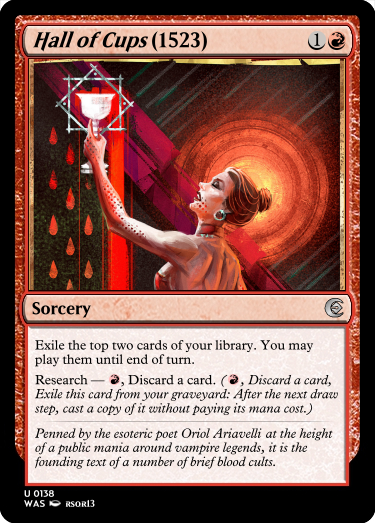 Hall of Cups (1523) 1
Sorcery
Exile the top two cards of your library. You may
play them until end of turn.
Research — , Discard a card. ( , Discard a card,
Exile this card from your graveyard: After the next draw
step, cast a copy of it without paying its mana cost.)
Penned by the esoteric poet Oriol Ariavelli at the height
of a public mania around vampire legends, it is the
founding text of a number of brief blood cults.
U 0138
WAS RSORI3